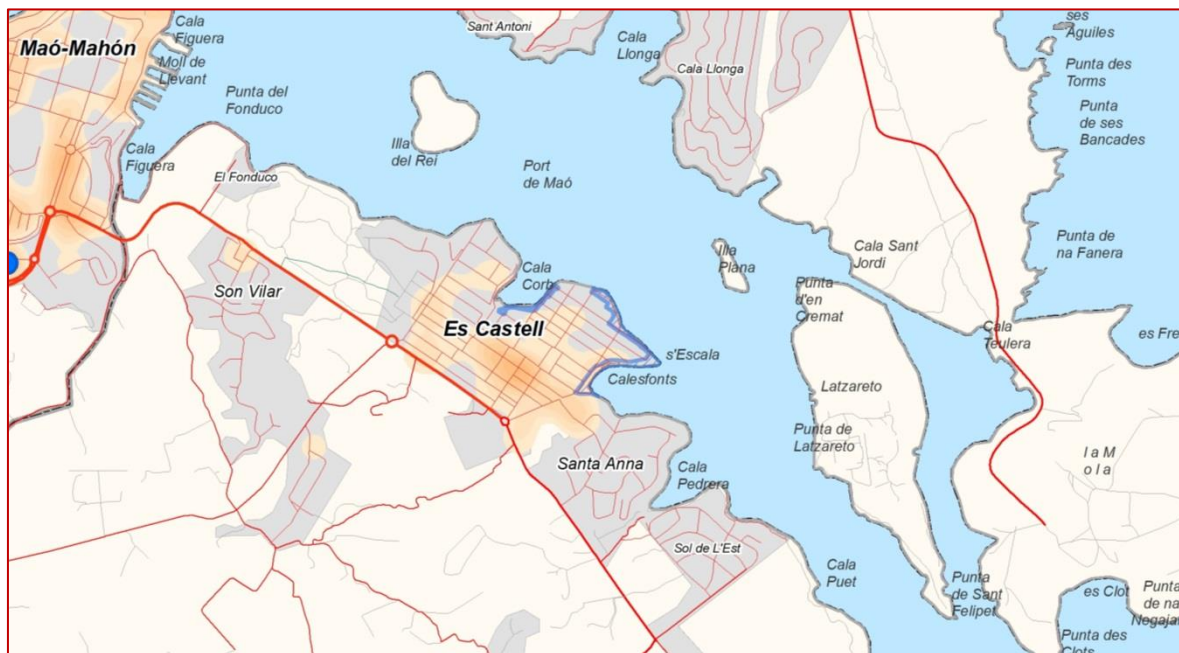 Cala
Figuera
ses
Àguiles
Sant Antoni
Maó-Mahón
Cala
Llonga
Moll de
Llevant
Cala Llonga
Punta des
Torms
Punta del
Fonduco
Punta
de ses
Bancades
Illa
del Rei
Cala
Figuera
Port
de Maó
El Fonduco
Punta de
na Fanera
Illa
Plana
Cala Sant
Jordi
Cala
Corb
Punta
d'en
Cremat
Son Vilar
Es Castell
Cala
Teulera
es Fre
s'Escala
Calesfonts
Latzareto
Punta de
Latzareto
l a M
o l a
Santa Anna
Cala
Pedrera
Sol de L'Est
Cala
Puet
Punta
de Sant
Felipet
es Clot
Punta
de na
Negajat
Punta des
Clots